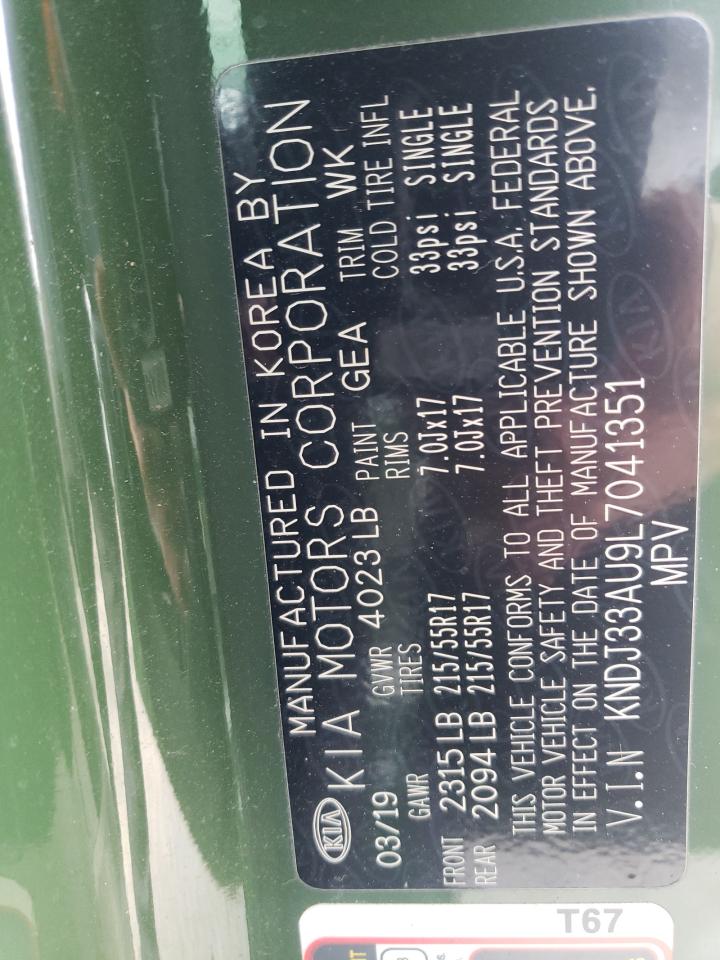 MANUFACTURED IN KOREA BY
KIA KIA MOTORS CORPORATION
03/19 GVWR 4023 LB PAINT GEA TRIM WK
GAWR TIRES RIMS COLD TIRE INFL
FRONT 2315 LB 215/55R17 7.0Jx17 33psi SINGLE
REAR 2094 LB 215/55R17 7.0Jx17 33psi SINGLE
THIS VEHICLE CONFORMS TO ALL APPLICABLE U.S.A. FEDERAL
MOTOR VEHICLE SAFETY AND THEFT PREVENTION STANDARDS
IN EFFECT ON THE DATE OF MANUFACTURE SHOWN ABOVE.
V.I.N KNDJ33AU9L7041351
MPV
T67